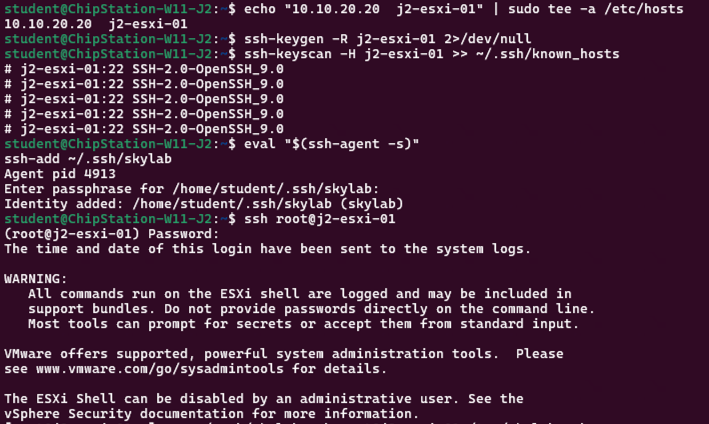 student@ChipStation-W11-J2:~$ echo "10.10.20.20  j2-esxi-01" | sudo tee -a /etc/hosts
10.10.20.20  j2-esxi-01
student@ChipStation-W11-J2:~$ ssh-keygen -R j2-esxi-01 2>/dev/null
student@ChipStation-W11-J2:~$ ssh-keyscan -H j2-esxi-01 >> ~/.ssh/known_hosts
# j2-esxi-01:22 SSH-2.0-OpenSSH_9.0
# j2-esxi-01:22 SSH-2.0-OpenSSH_9.0
# j2-esxi-01:22 SSH-2.0-OpenSSH_9.0
# j2-esxi-01:22 SSH-2.0-OpenSSH_9.0
# j2-esxi-01:22 SSH-2.0-OpenSSH_9.0
student@ChipStation-W11-J2:~$ eval "$(ssh-agent -s)"
ssh-add ~/.ssh/skylab
Agent pid 4913
Enter passphrase for /home/student/.ssh/skylab:
Identity added: /home/student/.ssh/skylab (skylab)
student@ChipStation-W11-J2:~$ ssh root@j2-esxi-01
(root@j2-esxi-01) Password:
The time and date of this login have been sent to the system logs.
WARNING:
   All commands run on the ESXi shell are logged and may be included in
   support bundles. Do not provide passwords directly on the command line.
   Most tools can prompt for secrets or accept them from standard input.
VMware offers supported, powerful system administration tools.  Please
see www.vmware.com/go/sysadmintools for details.
The ESXi Shell can be disabled by an administrative user. See the
vSphere Security documentation for more information.